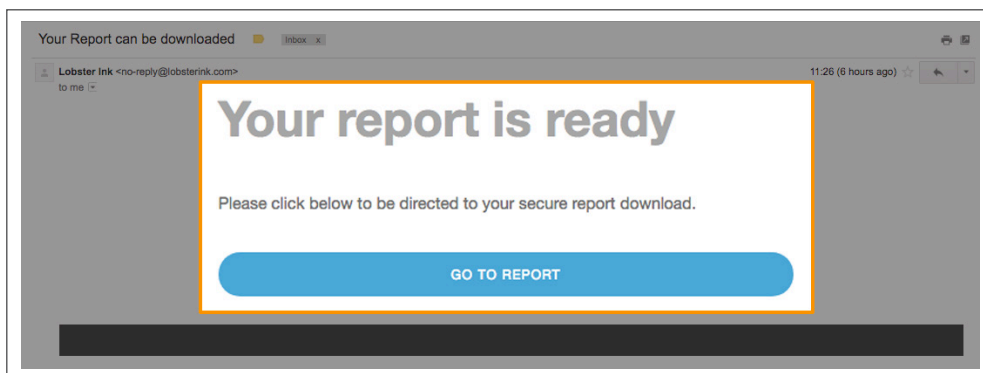 Your Report can be downloaded
Inbox x
Lobster Ink <no-reply@lobsterink.com>
11:26 (6 hours ago)
to me
Your report is ready
Please click below to be directed to your secure report download.
GO TO REPORT